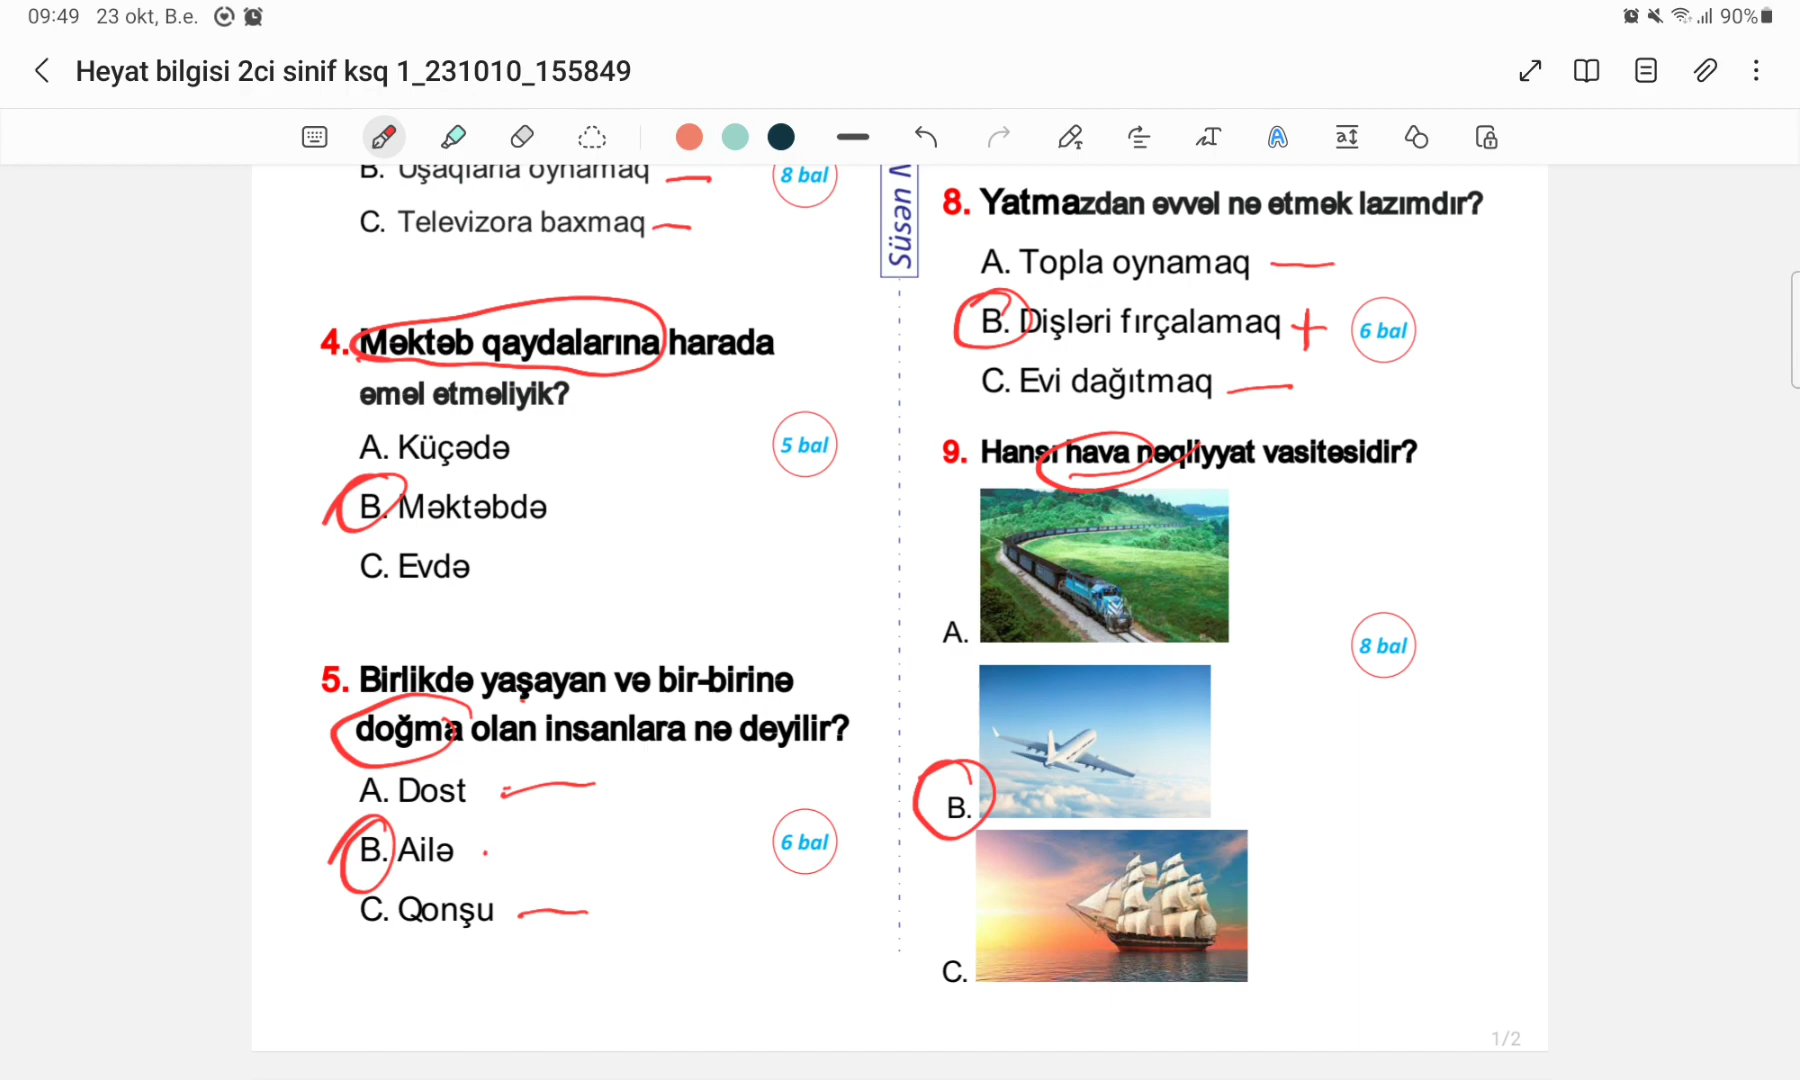 09:49 23 okt, B.e.
90%
Heyat bilgisi 2ci sinif ksq 1_231010_155849
B. Uşaqlarla oynamaq
8 bal
C. Televizora baxmaq
4. Məktəb qaydalarına harada
əməl etməliyik?
A. Küçədə
5 bal
B. Məktəbdə
C. Evdə
5. Birlikdə yaşayan və bir-birinə
doğma olan insanlara nə deyilir?
A. Dost
B. Ailə
6 bal
C. Qonşu
Süsən N
8. Yatmazdan əvvəl nə etmək lazımdır?
A. Topla oynamaq
B. Dişləri fırçalamaq
6 bal
C. Evi dağıtmaq
9. Hansı hava nəqliyyat vasitəsidir?
A.
8 bal
B.
C.
1/2